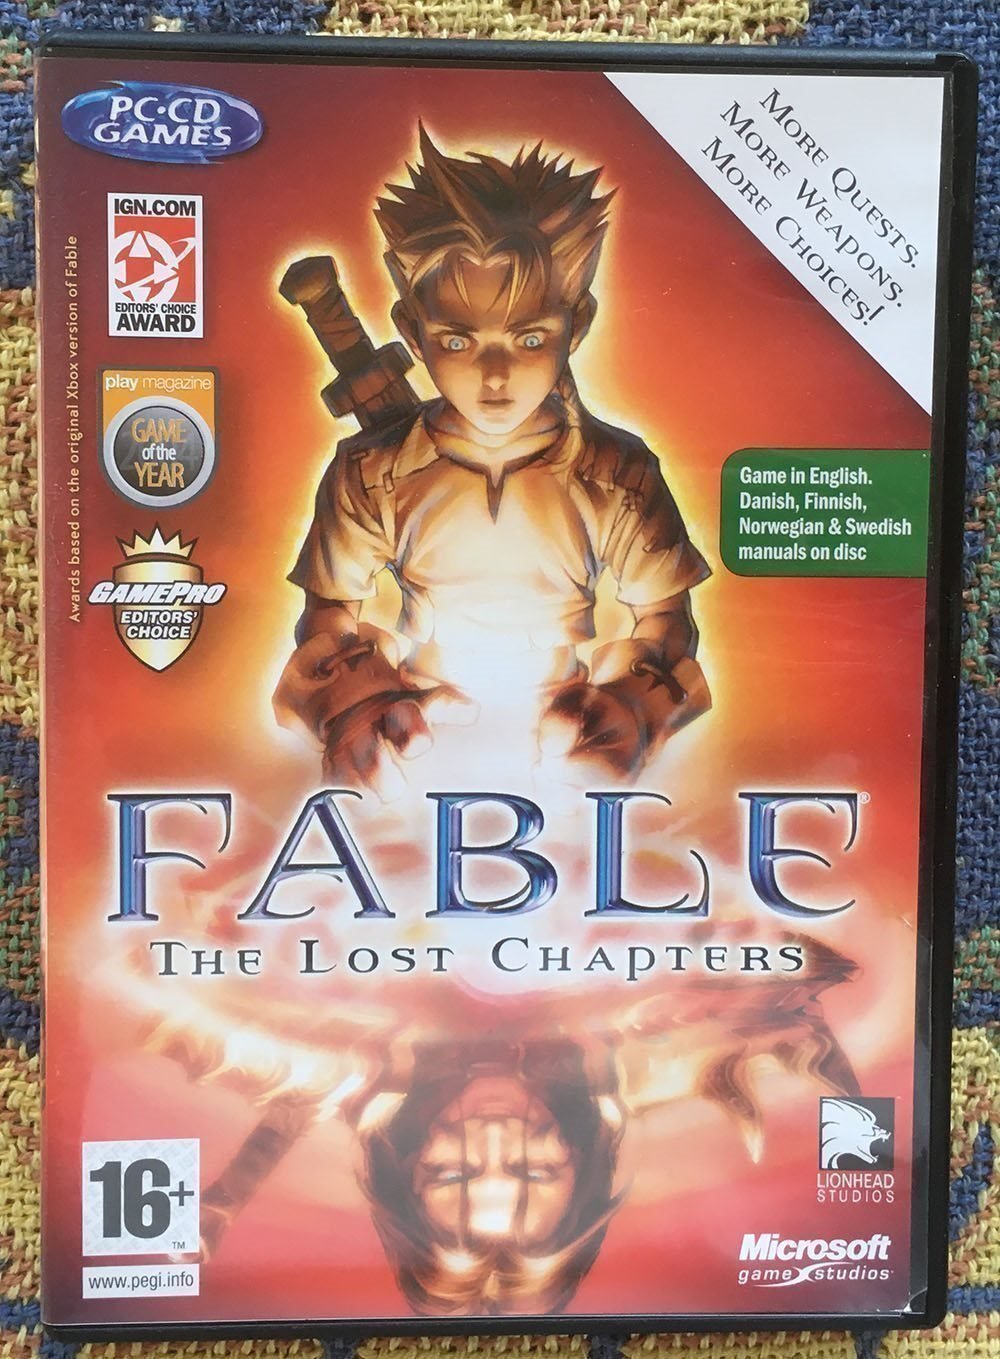 PC·CD
GAMES
MORE QUESTS.
MORE WEAPONS.
MORE CHOICES!
IGN.COM
EDITORS' CHOICE
AWARD
Awards based on the original Xbox version of Fable
play magazine
GAME
of the
YEAR
GAMEPRO
EDITORS'
CHOICE
Game in English.
Danish, Finnish,
Norwegian & Swedish
manuals on disc
FABLE®
THE LOST CHAPTERS
16+
TM
www.pegi.info
LIONHEAD
STUDIOS
Microsoft
game studios